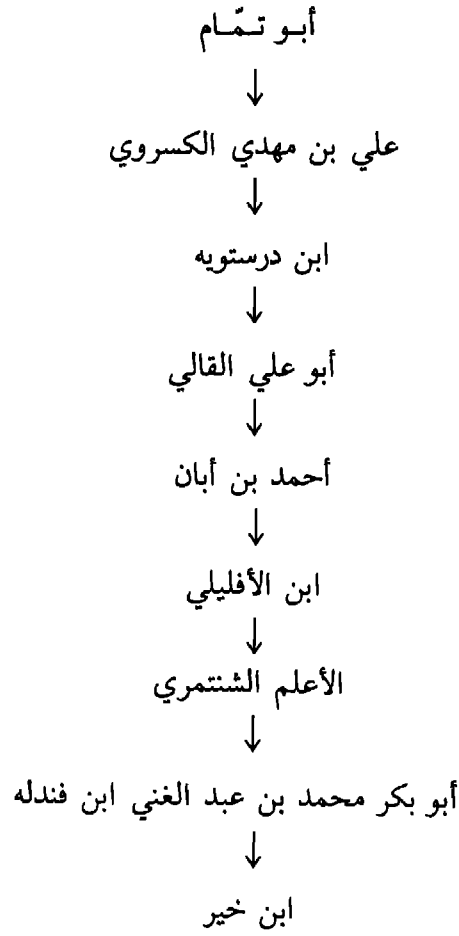 أبو تمّام
↓
علي بن مهدي الكسروي
↓
ابن درستويه
↓
أبو علي القالي
↓
أحمد بن أبان
↓
ابن الأفليلي
↓
الأعلم الشنتمري
↓
أبو بكر محمد بن عبد الغني ابن فندله
↓
ابن خير